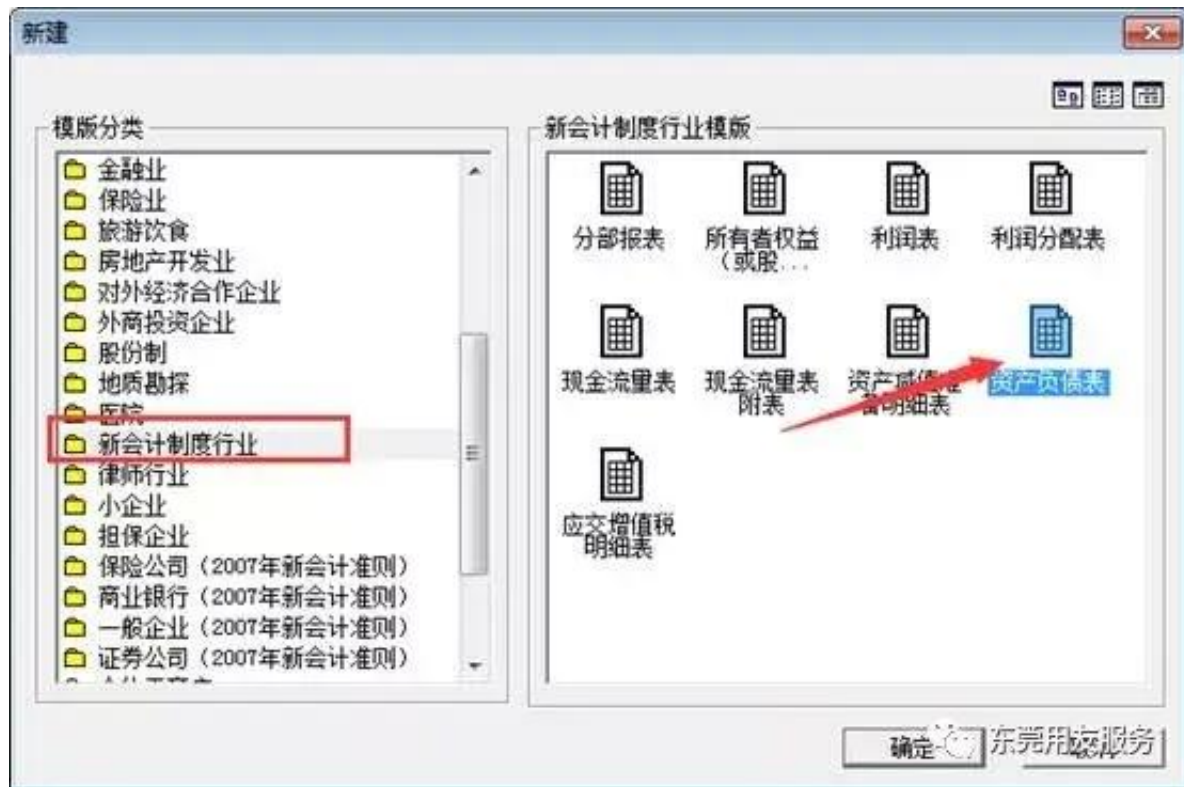 新建
模版分类
金融业
保险业
旅游饮食
房地产开发业
对外经济合作企业
外商投资企业
股份制
地质勘探
医院
新会计制度行业
律师行业
小企业
担保企业
保险公司（2007年新会计准则）
商业银行（2007年新会计准则）
一般企业（2007年新会计准则）
证券公司（2007年新会计准则）
新会计制度行业模版
分部报表
所有者权益
（或股...
利润表
利润分配表
现金流量表
现金流量表
附表
资产减值准
备明细表
资产负债表
应交增值税
明细表
确定
东莞用友服务